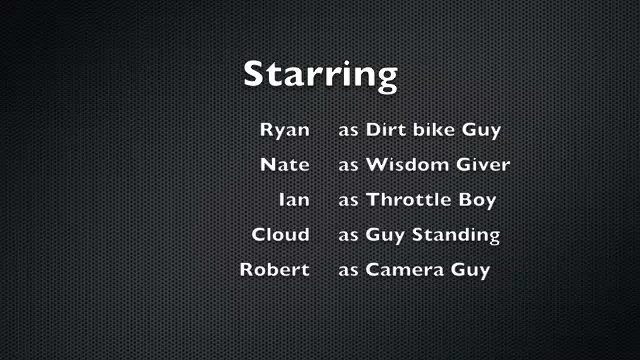 Starring
Ryan as Dirt bike Guy
Nate as Wisdom Giver
Ian as Throttle Boy
Cloud as Guy Standing
Robert as Camera Guy